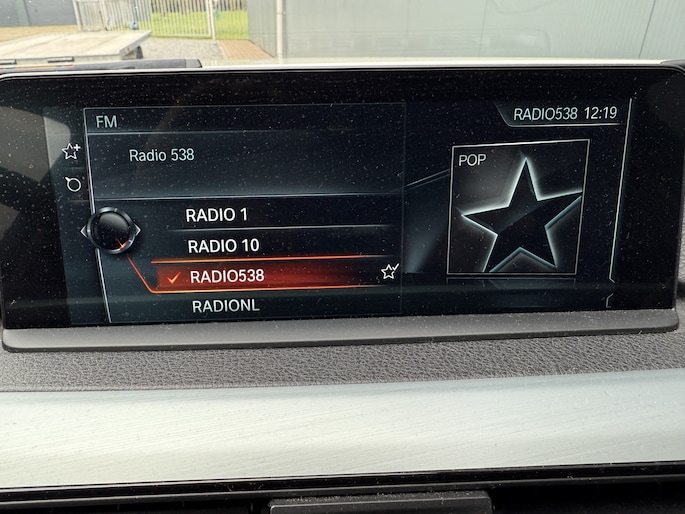 FM
RADIO538 12:19
Radio 538
POP
RADIO 1
RADIO 10
RADIO538
RADIONL